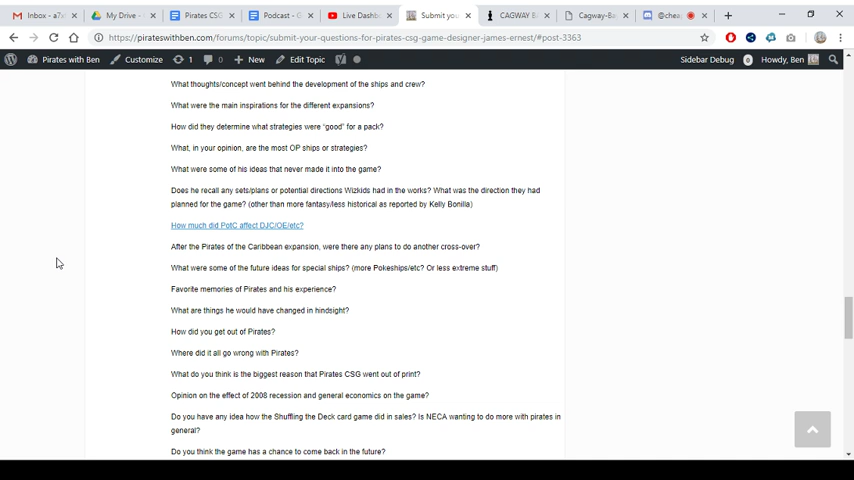 Inbox - a7x
My Drive -
Pirates CSG
Podcast - G
Live Dashb
Submit you
CAGWAY B
Cagway-Ba
@cheap
https://pirateswithben.com/forums/topic/submit-your-questions-for-pirates-csg-game-designer-james-ernest/#post-3363
Pirates with Ben Customize 1 0 New Edit Topic Sidebar Debug 0 Howdy, Ben
What thoughts/concept went behind the development of the ships and crew?
What were the main inspirations for the different expansions?
How did they determine what strategies were "good" for a pack?
What, in your opinion, are the most OP ships or strategies?
What were some of his ideas that never made it into the game?
Does he recall any sets/plans or potential directions Wizkids had in the works? What was the direction they had
planned for the game? (other than more fantasy/less historical as reported by Kelly Bonilla)
How much did PotC affect DJC/OE/etc?
After the Pirates of the Caribbean expansion, were there any plans to do another cross-over?
What were some of the future ideas for special ships? (more Pokeships/etc? Or less extreme stuff)
Favorite memories of Pirates and his experience?
What are things he would have changed in hindsight?
How did you get out of Pirates?
Where did it all go wrong with Pirates?
What do you think is the biggest reason that Pirates CSG went out of print?
Opinion on the effect of 2008 recession and general economics on the game?
Do you have any idea how the Shuffling the Deck card game did in sales? Is NECA wanting to do more with pirates in
general?
Do you think the game has a chance to come back in the future?